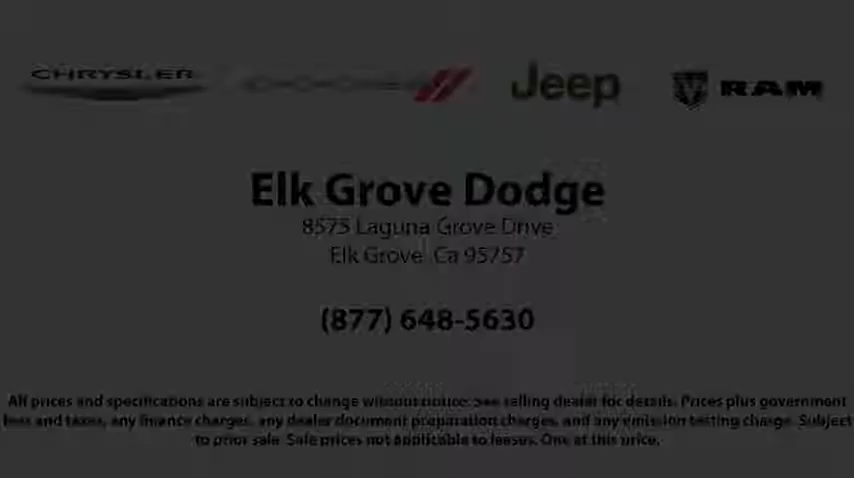 CHRYSLER DODGE Jeep RAM
Elk Grove Dodge
8575 Laguna Grove Drive
Elk Grove Ca 95757
(877) 648-5630
All prices and specifications are subject to change without notice. See selling dealer for details. Prices plus government
fees and taxes, any finance charges, any dealer document preparation charges, and any emission testing charge. Subject
to prior sale. Sale prices not applicable to leases. One at this price.